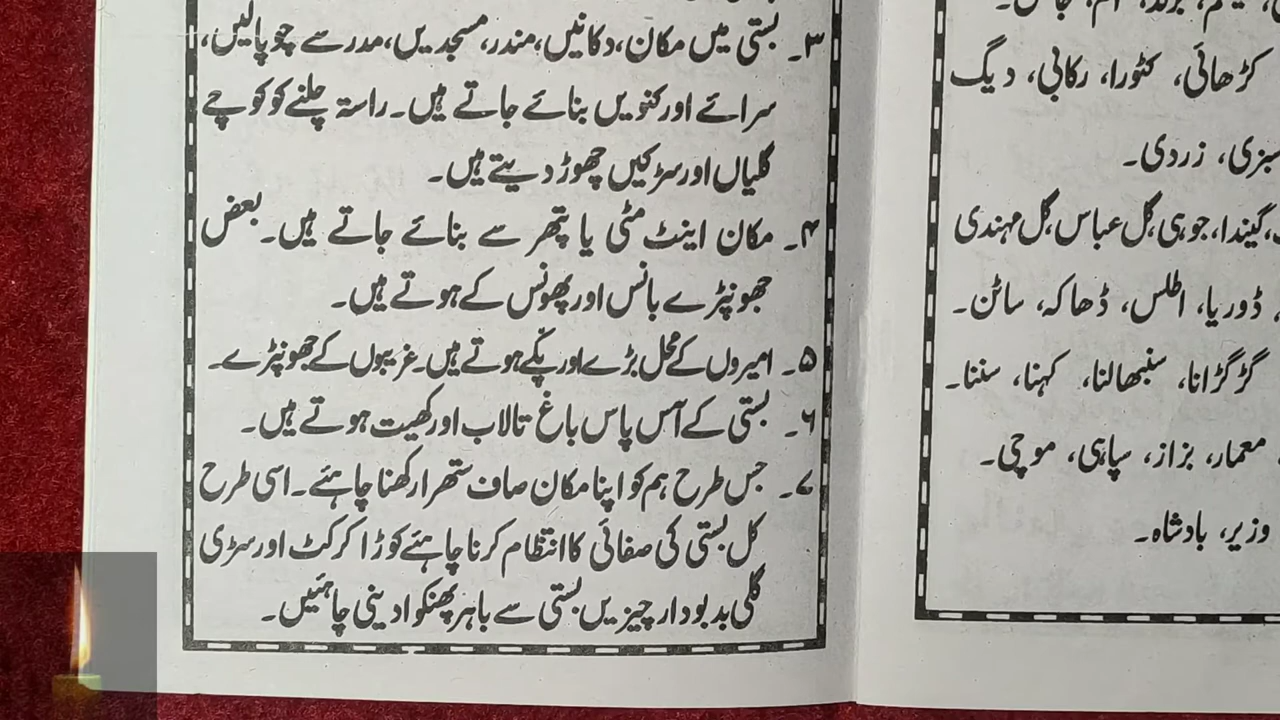 ۳۔ بستی میں مکان، دکانیں، مندر، مسجدیں، مدرسے چوپالیں،
سرائے اور کنویں بنائے جاتے ہیں۔ راستہ چلنے کو کوچے
گلیاں اور سڑکیں چھوڑ دیتے ہیں۔
۴۔ مکان اینٹ مٹی یا پتھر سے بنائے جاتے ہیں۔ بعض
جھونپڑے بانس اور پھونس کے ہوتے ہیں۔
۵۔ امیروں کے محل بڑے اور پکے ہوتے ہیں۔ غریبوں کے جھونپڑے۔
۶۔ بستی کے آس پاس باغ تالاب اور کھیت ہوتے ہیں۔
۷۔ جس طرح ہم کو اپنا مکان صاف ستھرا رکھنا چاہئے۔ اسی طرح
کل بستی کی صفائی کا انتظام کرنا چاہئے کوڑا کرکٹ اور سڑی
گلی بدبودار چیزیں بستی سے باہر پھنکوا دینی چاہئیں۔
کڑھائی، کٹورا، رکابی، دیگ
سبزی، زردی۔
گیندا، جوہی، گل عباس، گل مہندی
ڈوریا، اطلس، ڈھاکہ، ساٹن۔
گڑگڑانا، سنبھالنا، کہنا، سننا۔
معمار، بزاز، سپاہی، موچی۔
وزیر، بادشاہ۔